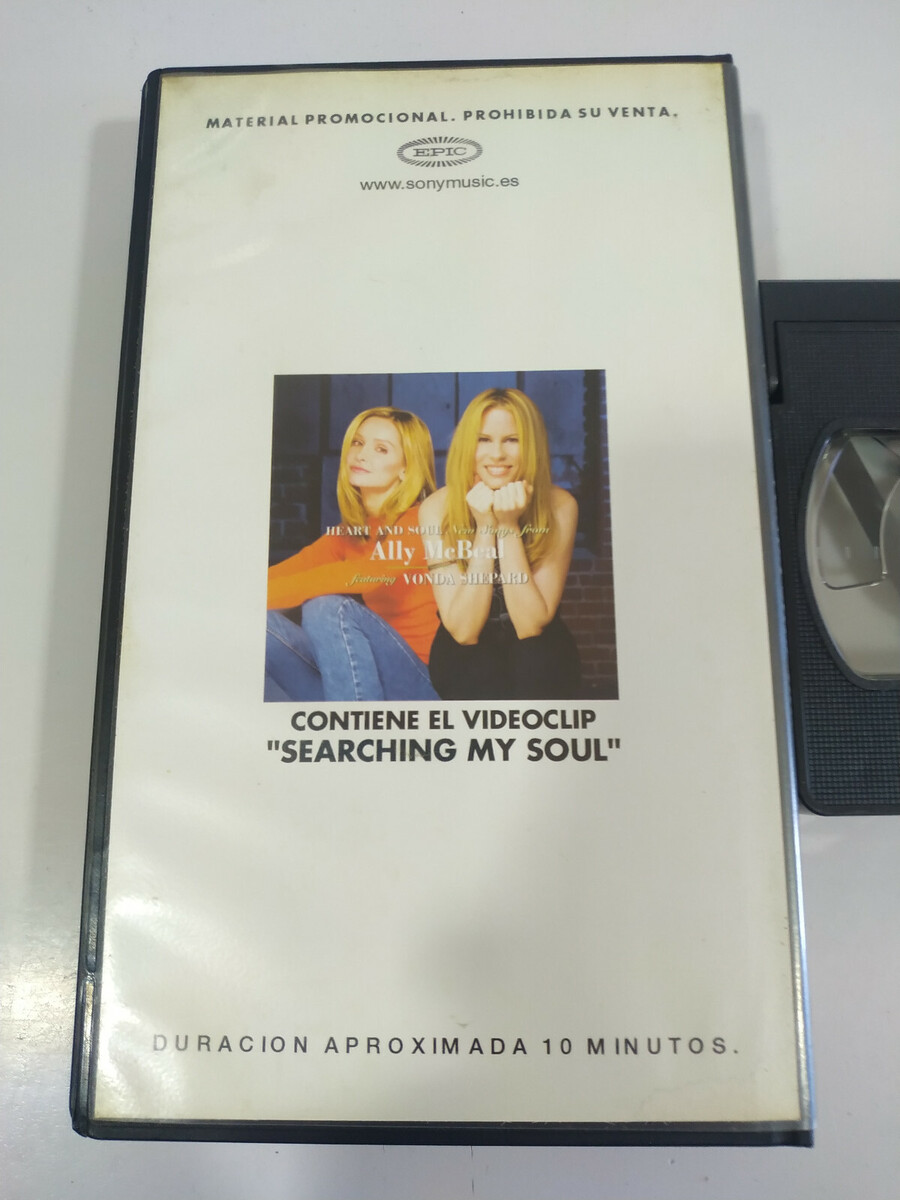 MATERIAL PROMOCIONAL. PROHIBIDA SU VENTA.
EPIC
www.sonymusic.es
HEART AND SOUL New Songs from
Ally McBeal
featuring VONDA SHEPARD
CONTIENE EL VIDEOCLIP
"SEARCHING MY SOUL"
DURACION APROXIMADA 10 MINUTOS.